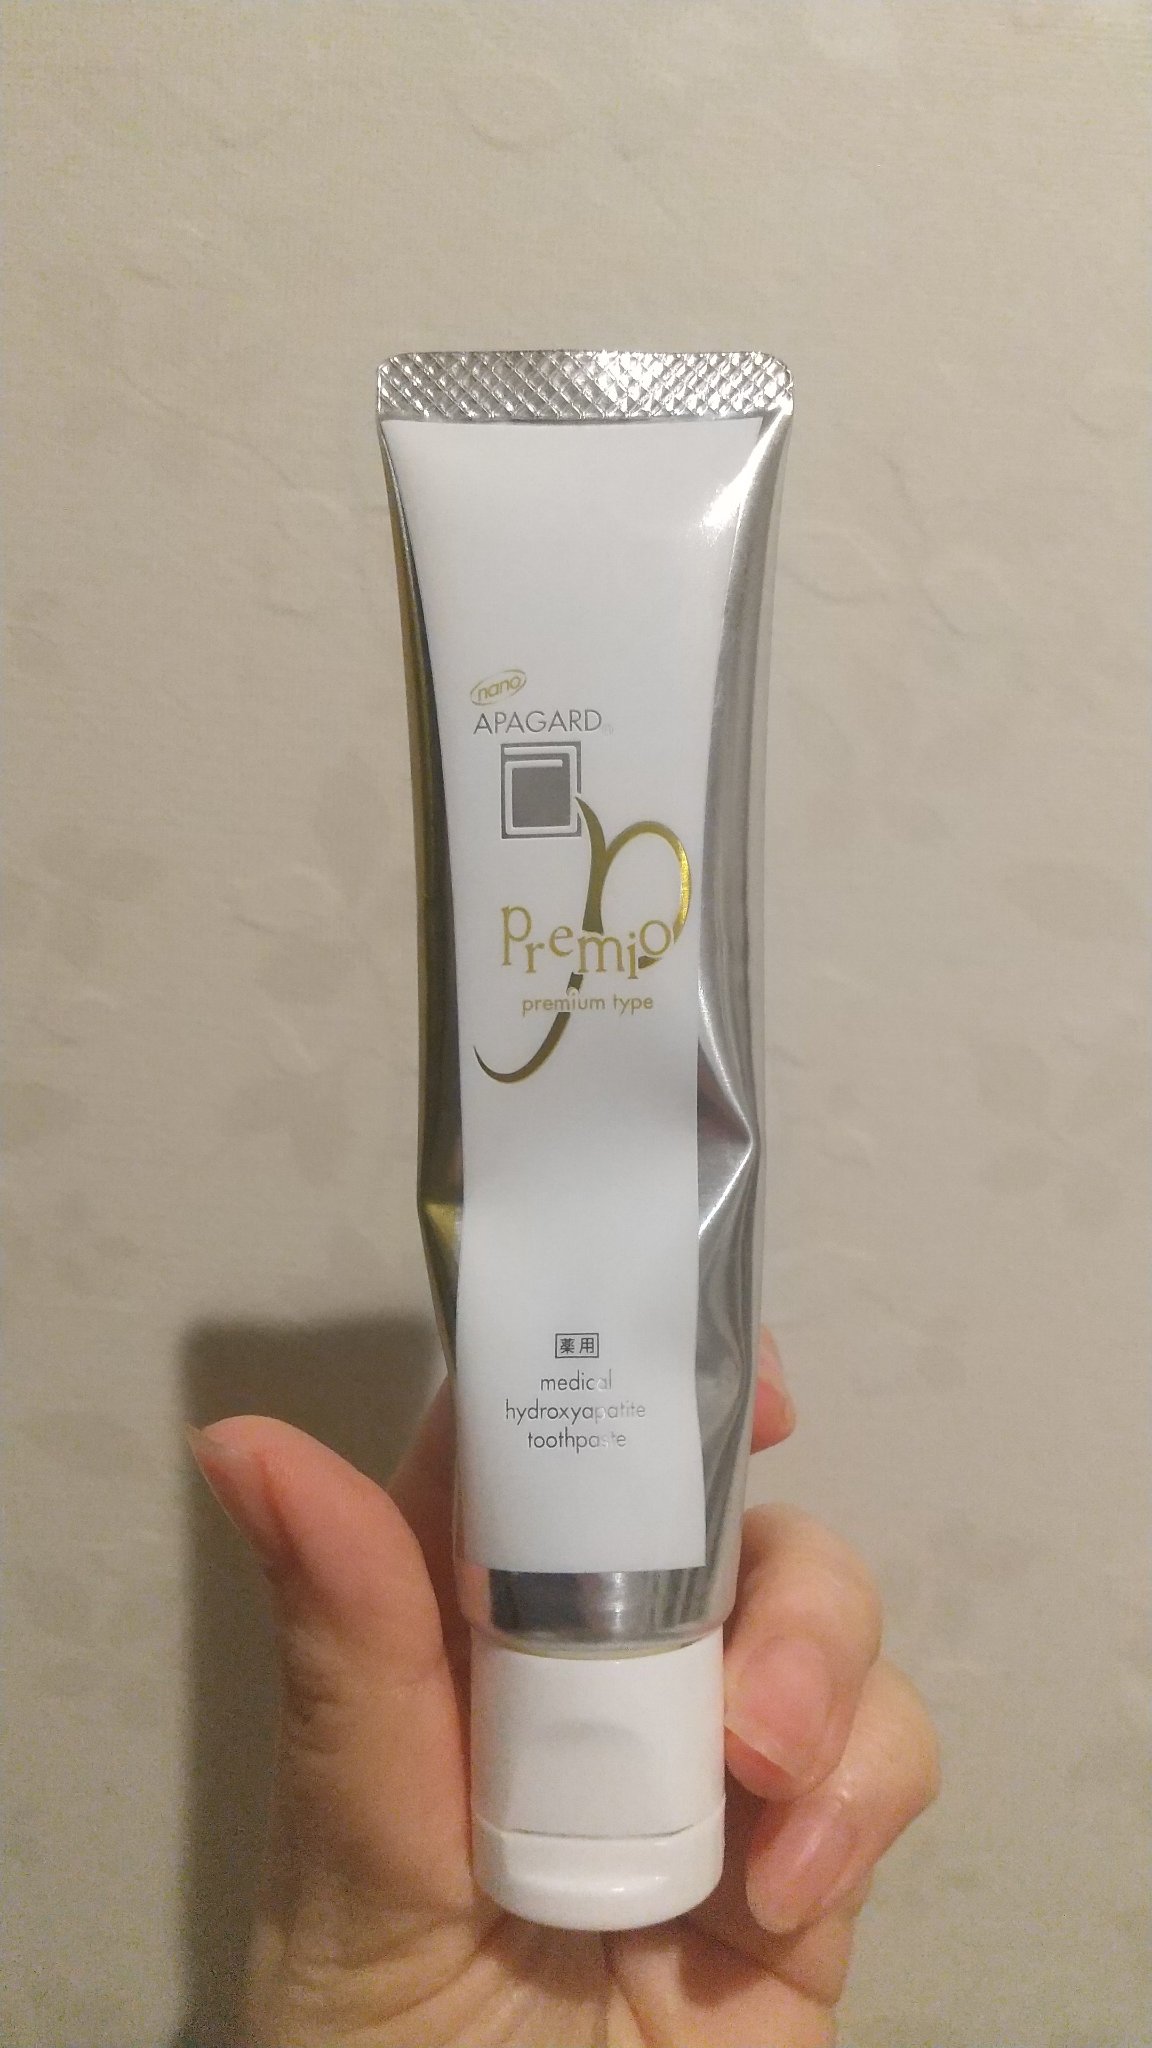 nano
APAGARD®
p
premio
premium type
薬用
medical
hydroxyapatite
toothpaste